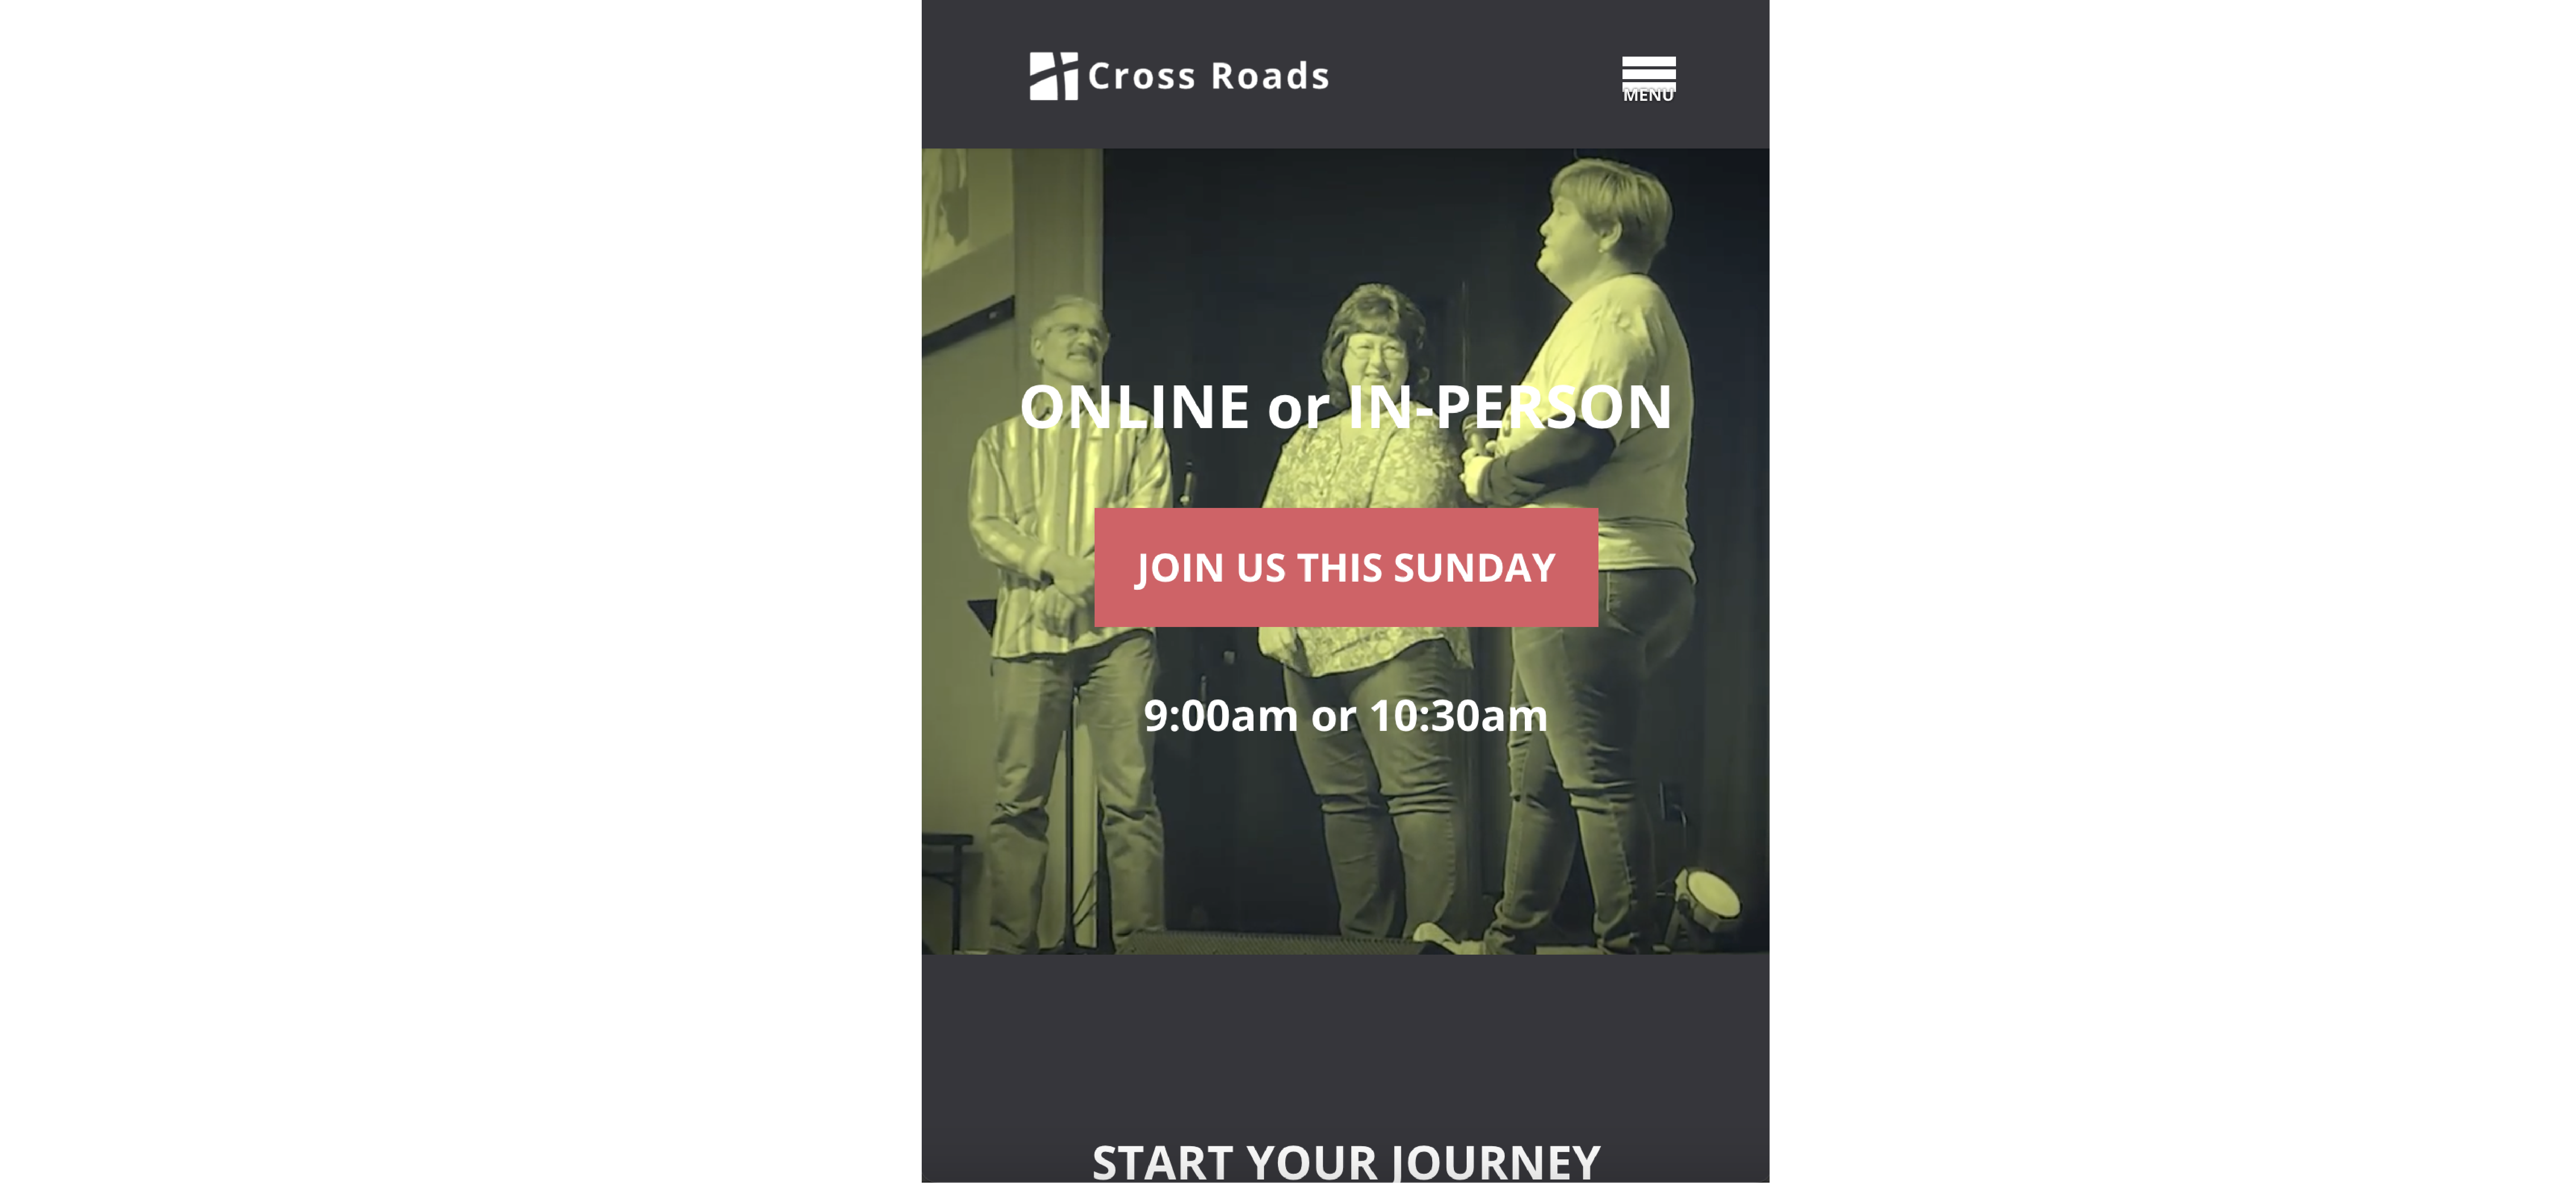 Cross Roads
MENU
ONLINE or IN-PERSON
JOIN US THIS SUNDAY
9:00am or 10:30am
START YOUR JOURNEY